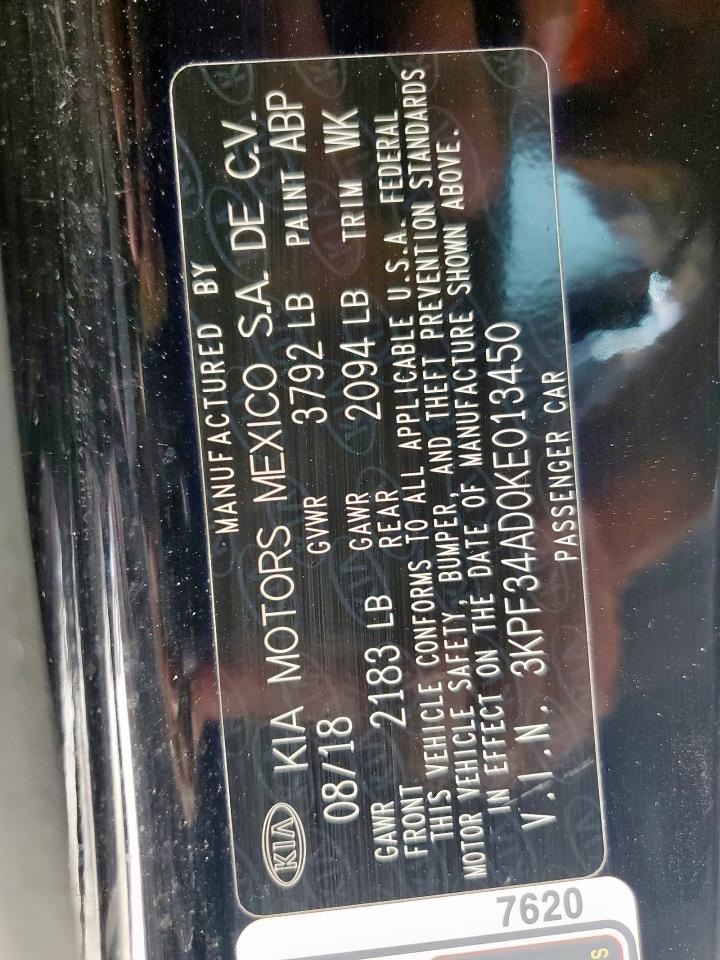 MANUFACTURED BY
KIA KIA MOTORS MEXICO S.A. DE C.V.
08/18 GVWR 3792 LB PAINT ABP
GAWR FRONT 2183 LB GAWR REAR 2094 LB TRIM WK
THIS VEHICLE CONFORMS TO ALL APPLICABLE U.S.A. FEDERAL
MOTOR VEHICLE SAFETY, BUMPER, AND THEFT PREVENTION STANDARDS
IN EFFECT ON THE DATE OF MANUFACTURE SHOWN ABOVE.
V.I.N. 3KPF34AD0KE013450
PASSENGER CAR
7620